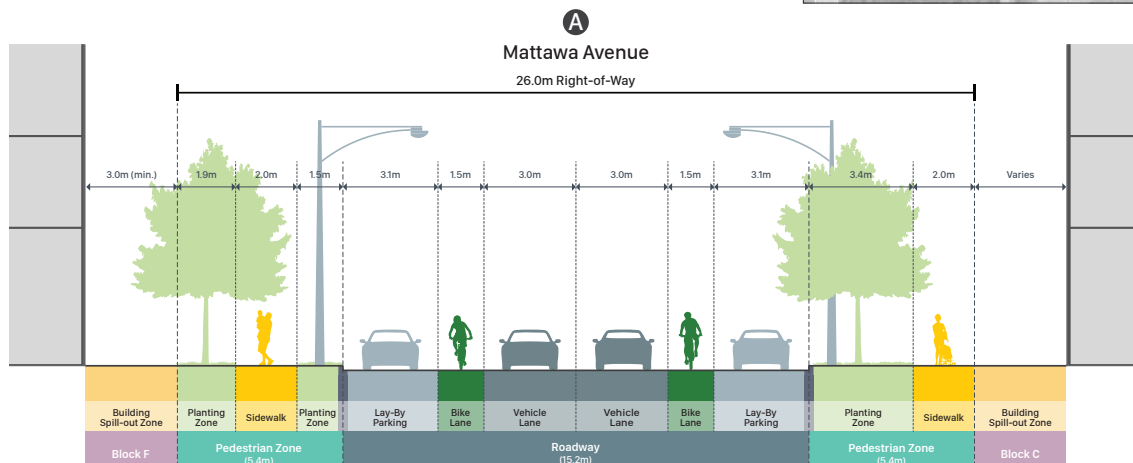 A
Mattawa Avenue
26.0m Right-of-Way
3.0m (min.) 1.9m 2.0m 1.5m 3.1m 1.5m 3.0m 3.0m 1.5m 3.1m 3.4m 2.0m Varies
Building Spill-out Zone
Planting Zone
Sidewalk
Planting Zone
Lay-By Parking
Bike Lane
Vehicle Lane
Vehicle Lane
Bike Lane
Lay-By Parking
Planting Zone
Sidewalk
Building Spill-out Zone
Block F
Pedestrian Zone
(5.4m)
Roadway
(15.2m)
Pedestrian Zone
(5.4m)
Block C